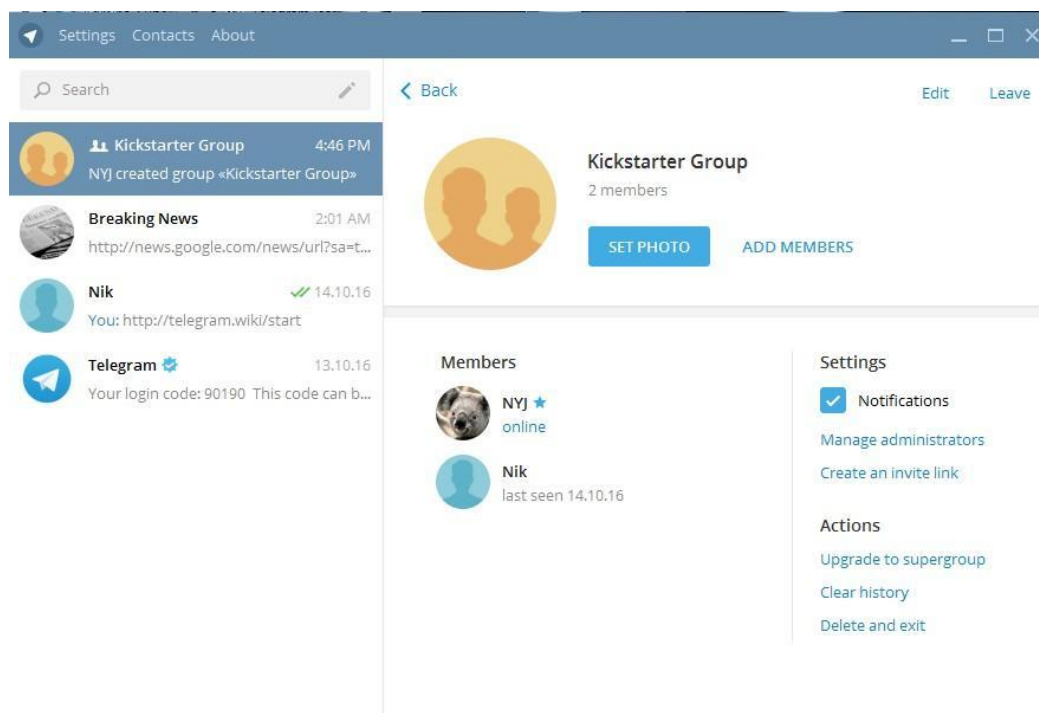 Settings Contacts About
Search
Kickstarter Group 4:46 PM
NYJ created group «Kickstarter Group»
Breaking News 2:01 AM
http://news.google.com/news/url?sa=t...
Nik 14.10.16
You: http://telegram.wiki/start
Telegram 13.10.16
Your login code: 90190 This code can b...
Back
Edit Leave
Kickstarter Group
2 members
SET PHOTO ADD MEMBERS
Members
NYJ
online
Nik
last seen 14.10.16
Settings
Notifications
Manage administrators
Create an invite link
Actions
Upgrade to supergroup
Clear history
Delete and exit